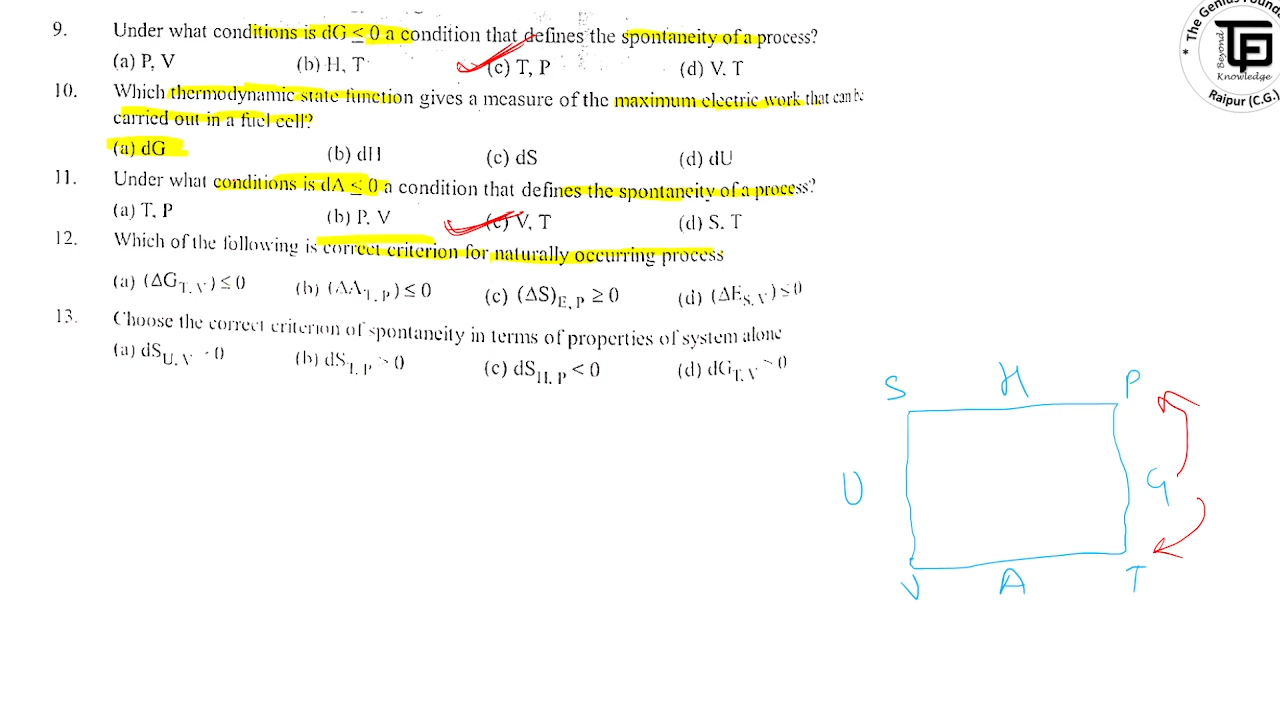 9. Under what conditions is dG ≤ 0 a condition that defines the spontaneity of a process?
(a) P, V (b) H, T (c) T, P (d) V, T
10. Which thermodynamic state function gives a measure of the maximum electric work that can be
carried out in a fuel cell?
(a) dG (b) dH (c) dS (d) dU
11. Under what conditions is dA ≤ 0 a condition that defines the spontaneity of a process?
(a) T, P (b) P, V (c) V, T (d) S, T
12. Which of the following is correct criterion for naturally occurring process
(a) (ΔG_T, V) ≤ 0 (b) (ΔA_T, P) ≤ 0 (c) (ΔS)_E, P ≥ 0 (d) (ΔE_S, V) ≤ 0
13. Choose the correct criterion of spontaneity in terms of properties of system alone
(a) dS_U, V 0 (b) dS_T, P > 0 (c) dS_H, P < 0 (d) dG_T, V > 0
* The Genius
Beyond
Knowledge
Raipur (C.G.)
S H P
U G
V A T